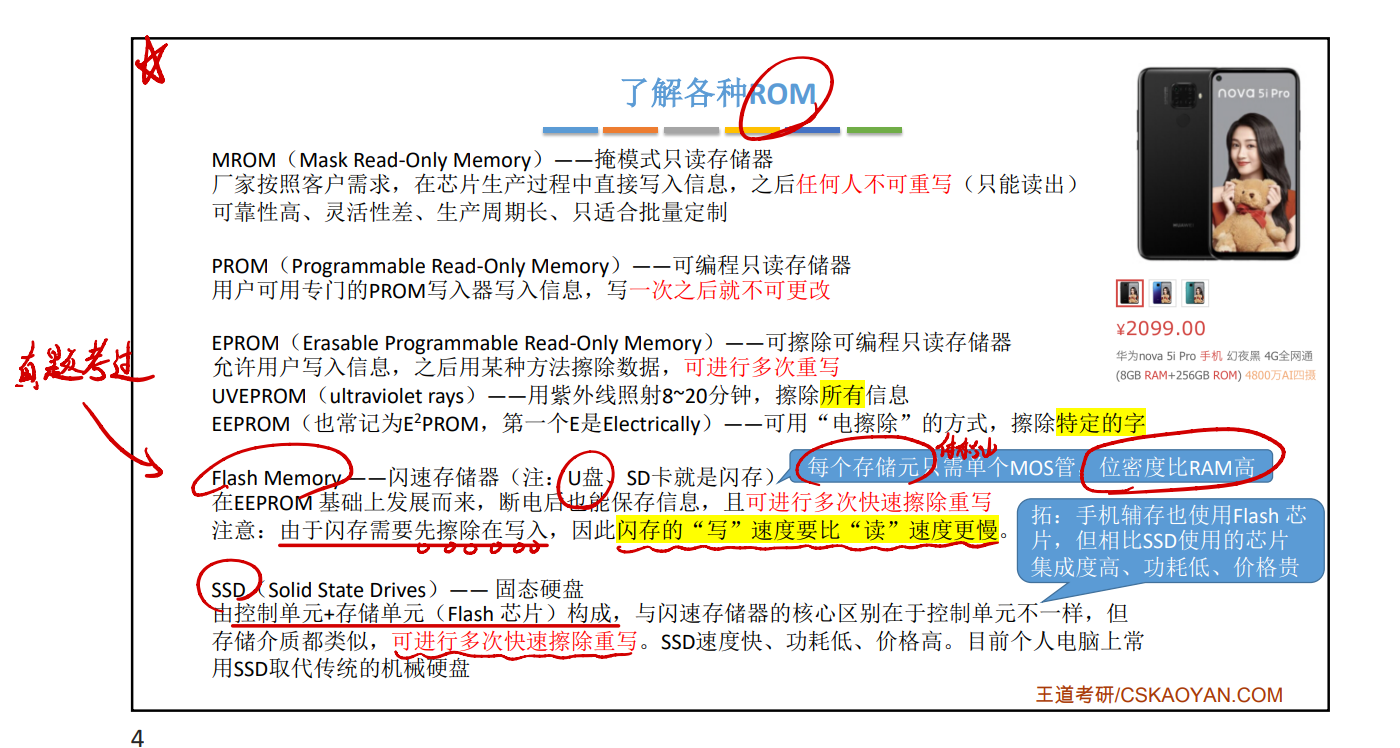 了解各种ROM
nova 5i Pro
MROM（Mask Read-Only Memory）——掩模式只读存储器
厂家按照客户需求，在芯片生产过程中直接写入信息，之后任何人不可重写（只能读出）
可靠性高、灵活性差、生产周期长、只适合批量定制
PROM（Programmable Read-Only Memory）——可编程只读存储器
用户可用专门的PROM写入器写入信息，写一次之后就不可更改
¥2099.00
华为nova 5i Pro 手机 幻夜黑 4G全网通
(8GB RAM+256GB ROM) 4800万AI四摄
EPROM（Erasable Programmable Read-Only Memory）——可擦除可编程只读存储器
允许用户写入信息，之后用某种方法擦除数据，可进行多次重写
UVEPROM（ultraviolet rays）——用紫外线照射8~20分钟，擦除所有信息
EEPROM（也常记为E²PROM，第一个E是Electrically）——可用“电擦除”的方式，擦除特定的字
真题考过
Flash Memory——闪速存储器（注：U盘、SD卡就是闪存）
每个存储元只需单个MOS管，位密度比RAM高
在EEPROM 基础上发展而来，断电后也能保存信息，且可进行多次快速擦除重写
注意：由于闪存需要先擦除在写入，因此闪存的“写”速度要比“读”速度更慢。
拓：手机辅存也使用Flash 芯
片，但相比SSD使用的芯片
集成度高、功耗低、价格贵
SSD（Solid State Drives）—— 固态硬盘
由控制单元+存储单元（Flash 芯片）构成，与闪速存储器的核心区别在于控制单元不一样，但
存储介质都类似，可进行多次快速擦除重写。SSD速度快、功耗低、价格高。目前个人电脑上常
用SSD取代传统的机械硬盘
王道考研/CSKAOYAN.COM
4